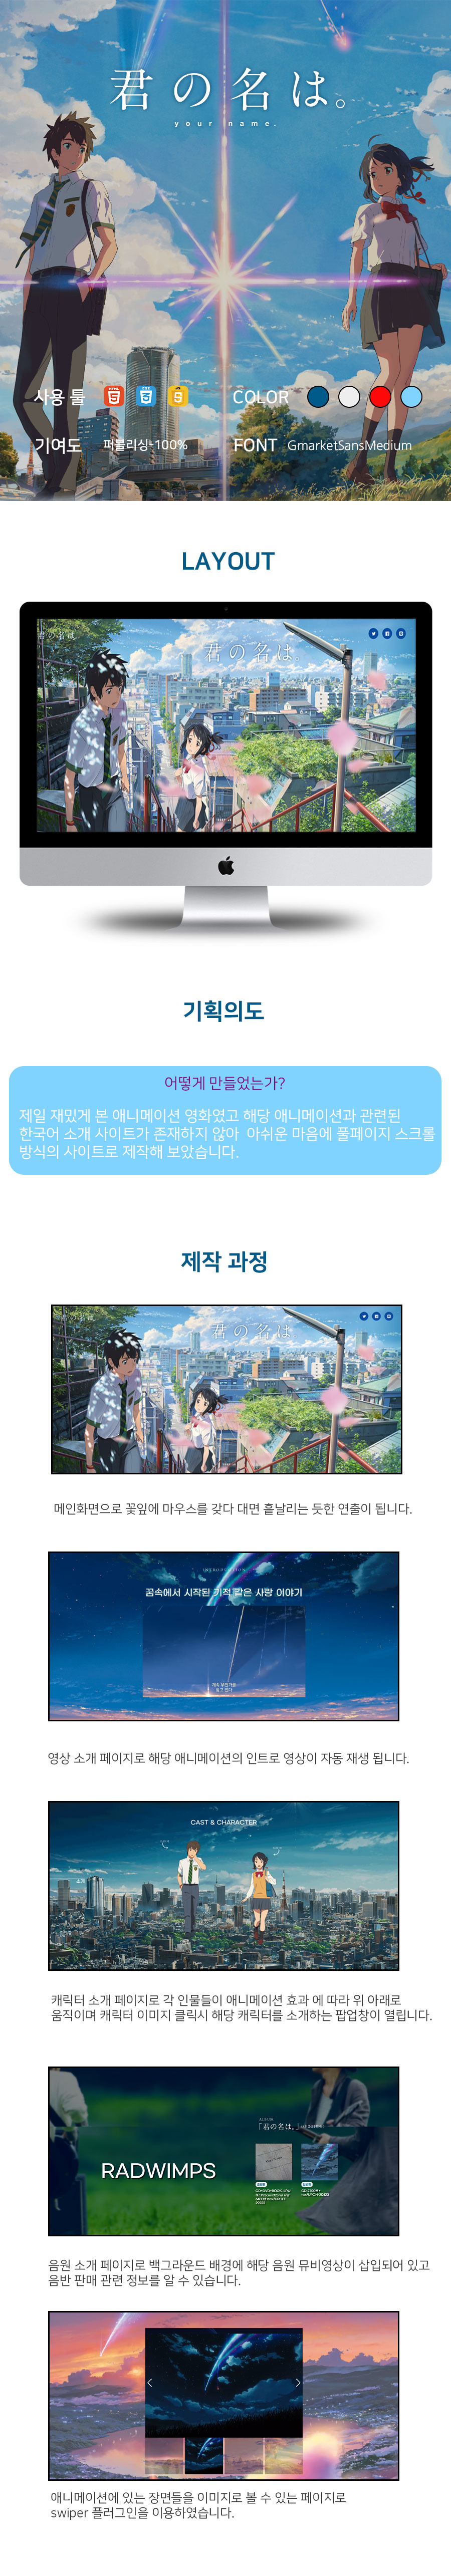 君の名は。
your name.
사용 툴
COLOR
기여도
퍼블리싱-100%
FONT
GmarketSansMedium
LAYOUT
君の名は。
기획의도
어떻게 만들었는가?
제일 재밌게 본 애니메이션 영화였고 해당 애니메이션과 관련된
한국어 소개 사이트가 존재하지 않아 아쉬운 마음에 풀페이지 스크롤
방식의 사이트로 제작해 보았습니다.
제작 과정
君の名は。
메인화면으로 꽃잎에 마우스를 갖다 대면 흩날리는 듯한 연출이 됩니다.
꿈속에서 시작된 기적 같은 사랑 이야기
영상 소개 페이지로 해당 애니메이션의 인트로 영상이 자동 재생 됩니다.
CAST & CHARACTER
캐릭터 소개 페이지로 각 인물들이 애니메이션 효과 에 따라 위 아래로
움직이며 캐릭터 이미지 클릭시 해당 캐릭터를 소개하는 팝업창이 열립니다.
「君の名は。」
RADWIMPS
음원 소개 페이지로 백그라운드 배경에 해당 음원 뮤비영상이 삽입되어 있고
음반 판매 관련 정보를 알 수 있습니다.
애니메이션에 있는 장면들을 이미지로 볼 수 있는 페이지로
swiper 플러그인을 이용하였습니다.